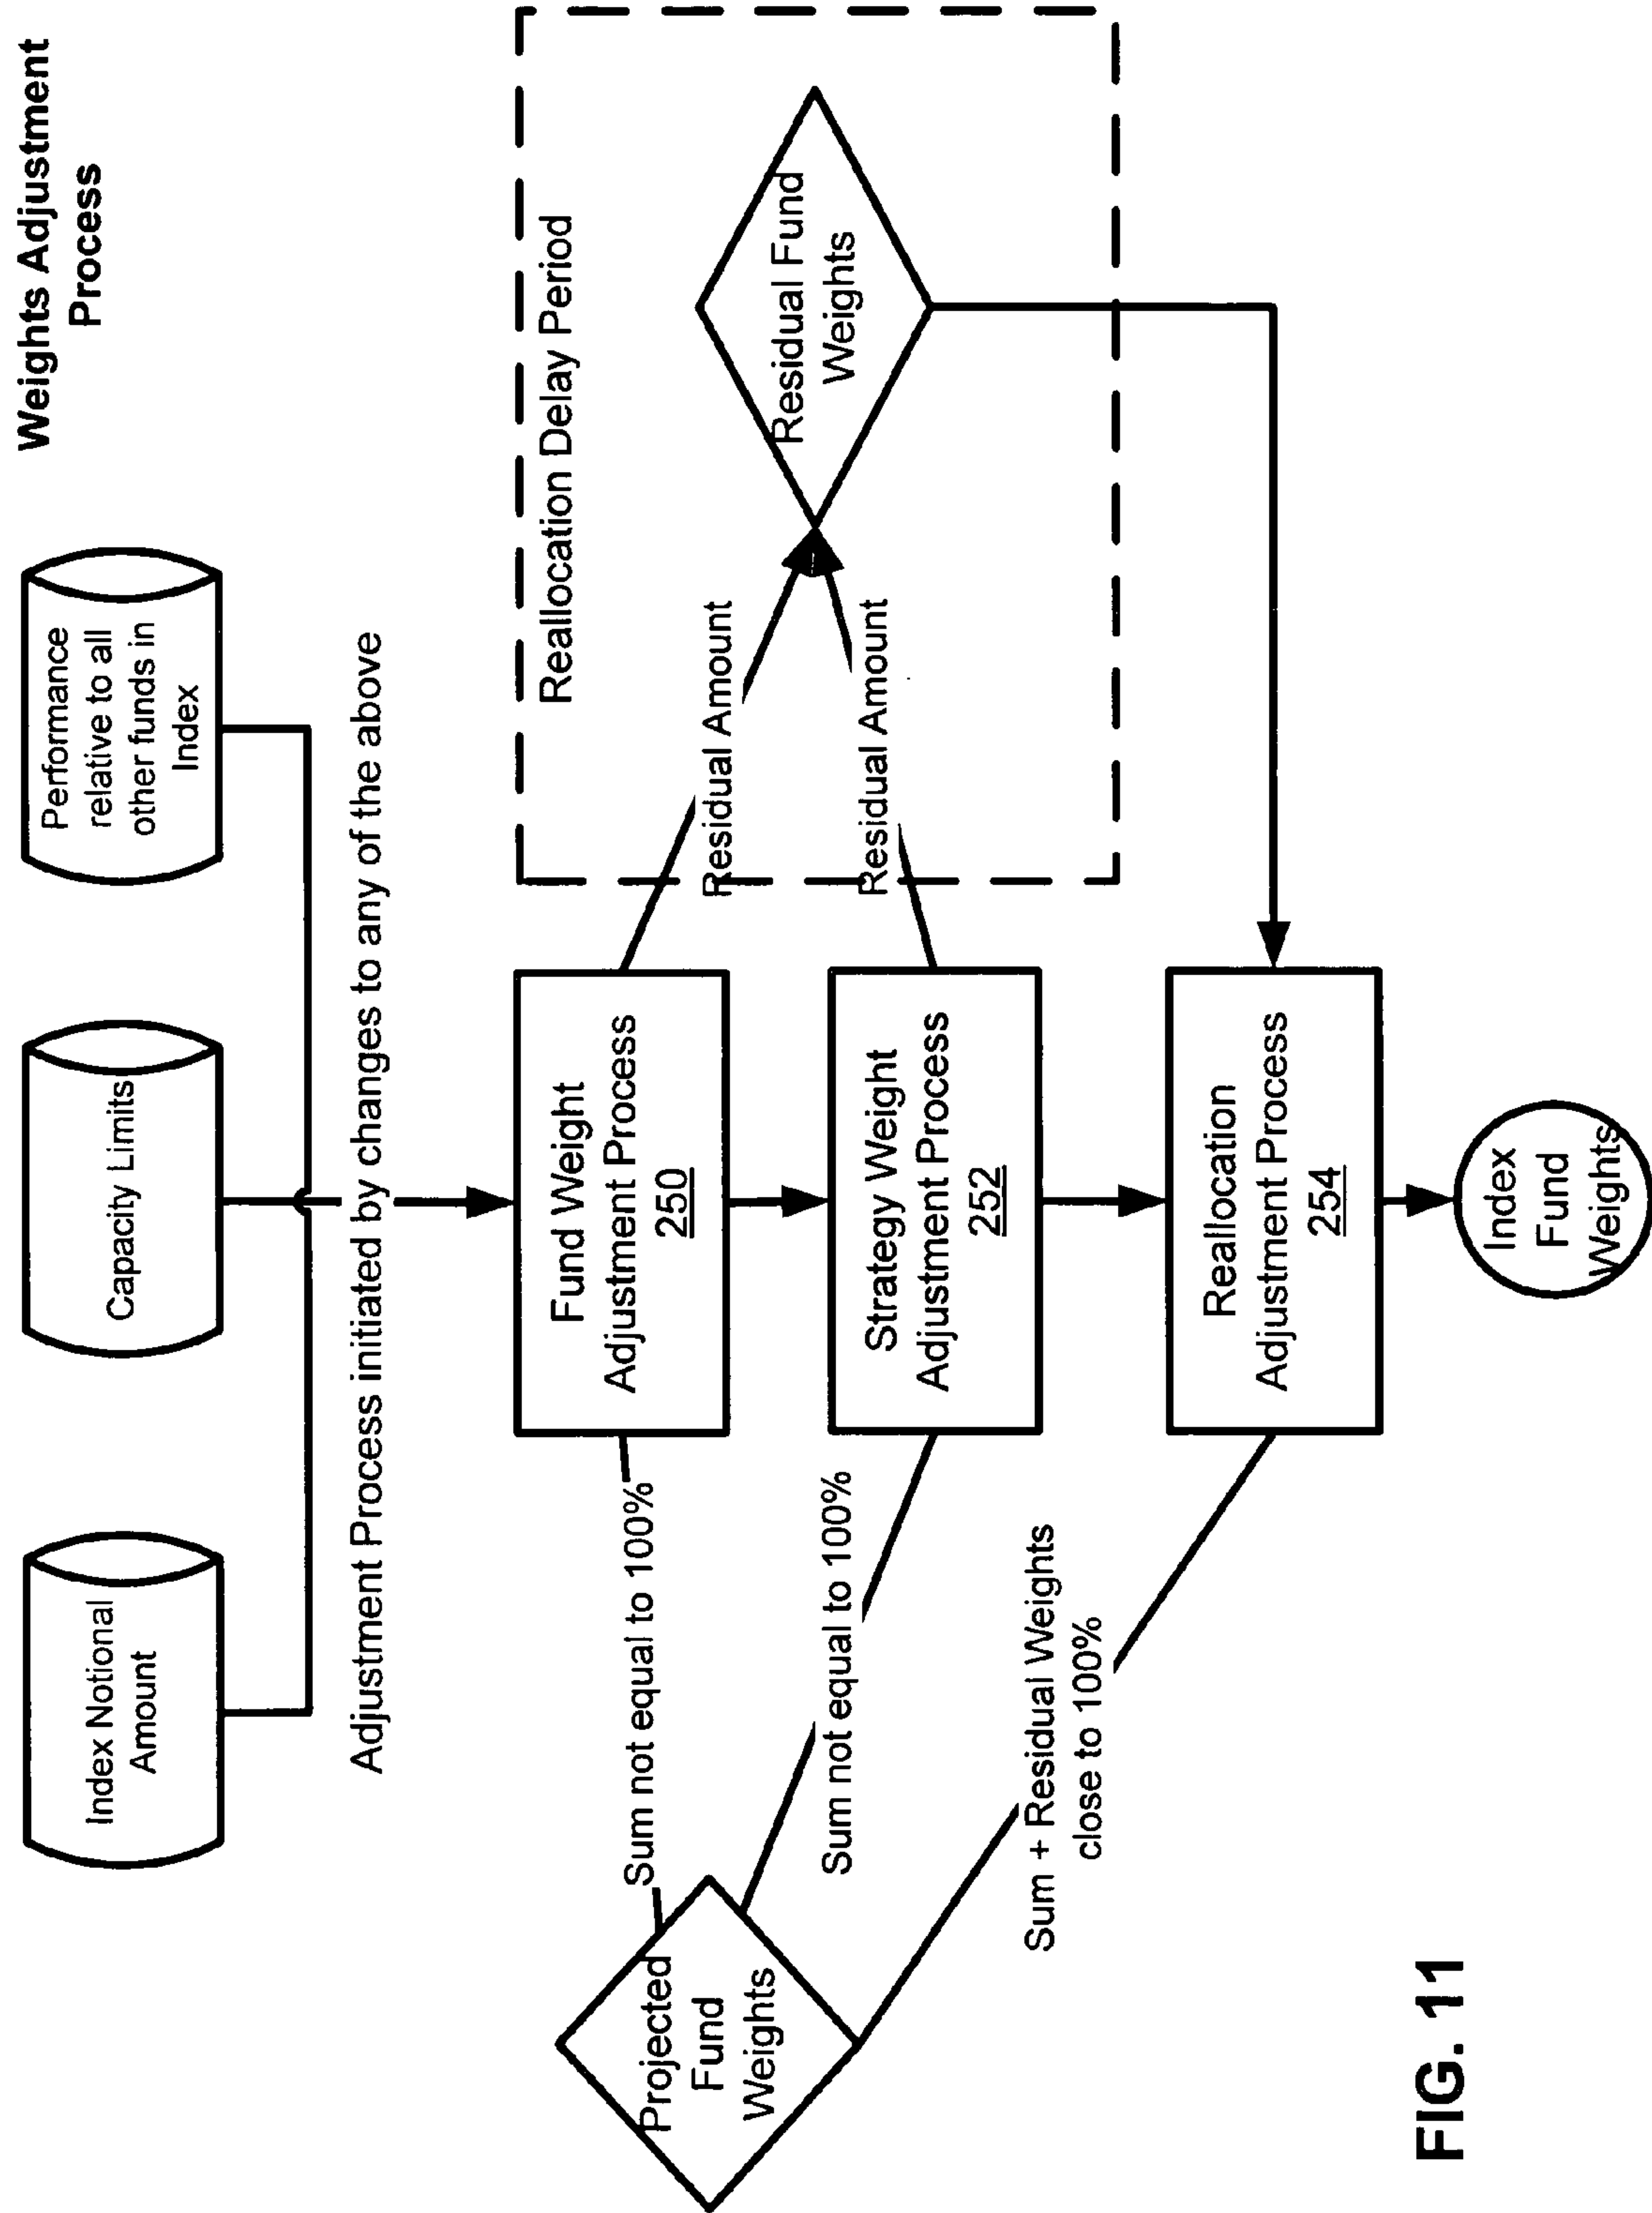 Weights Adjustment
Process
Index Notional
Amount
Capacity Limits
Performance
relative to all
other funds in
Index
Adjustment Process initiated by changes to any of the above
Reallocation Delay Period
Projected
Fund
Weights
Sum not equal to 100%
Fund Weight
Adjustment Process
250
Residual Amount
Residual Fund
Weights
Sum not equal to 100%
Strategy Weight
Adjustment Process
252
Residual Amount
Sum + Residual Weights
close to 100%
Reallocation
Adjustment Process
254
Index
Fund
Weights
FIG. 11